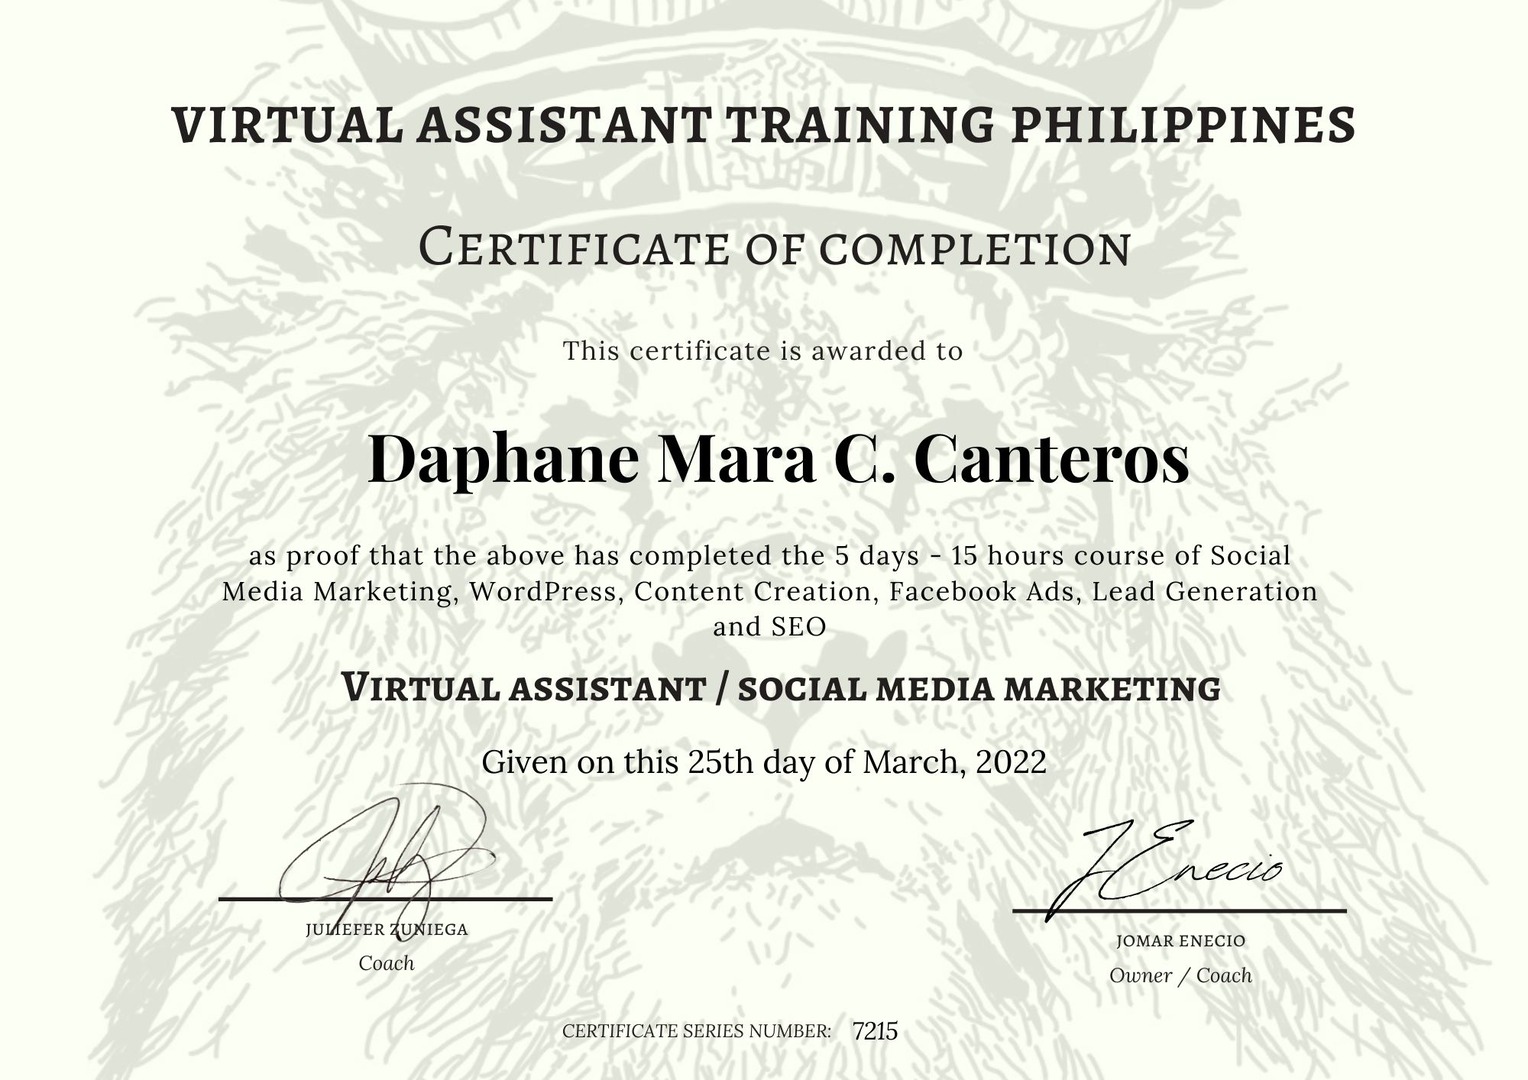 VIRTUAL ASSISTANT TRAINING PHILIPPINES
CERTIFICATE OF COMPLETION
This certificate is awarded to
Daphane Mara C. Canteros
as proof that the above has completed the 5 days - 15 hours course of Social
Media Marketing, WordPress, Content Creation, Facebook Ads, Lead Generation
and SEO
VIRTUAL ASSISTANT / SOCIAL MEDIA MARKETING
Given on this 25th day of March, 2022
J Enecio
JULIEFER ZUNIEGA
Coach
JOMAR ENECIO
Owner / Coach
CERTIFICATE SERIES NUMBER: 7215